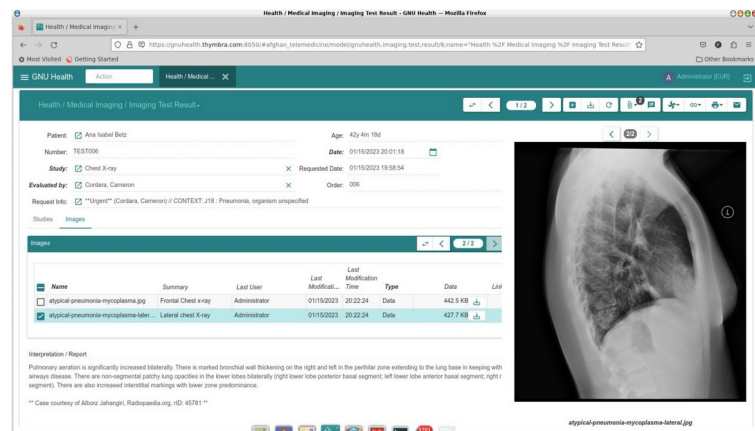 Health / Medical Imaging / Imaging Test Result - GNU Health — Mozilla Firefox
Health / Medical Imaging
https://gnuhealth.thymbra.com:8050/#afghan_telemedicine/model/gnuhealth.imaging.test.result/6;name="Health %2F Medical Imaging %2F Imaging Test Result
Most Visited Getting Started Other Bookmarks
GNU Health Action Health / Medical ... A Administrator [EUR]
Health / Medical Imaging / Imaging Test Result 1/2 2
Patient: Ana Isabel Betz Age: 42y 4m 18d 2/2
Number: TEST006 Date: 01/15/2023 20:01:18
Study: Chest X-ray Requested Date: 01/15/2023 19:58:54
Evaluated by: Cordara, Cameron Order: 006
Request Info: **Urgent** (Cordara, Cameron) // CONTEXT: J18 : Pneumonia, organism unspecified
L
Studies Images
Images 2/2
Name Summary Last User Last Modificati... Last Modification Time Type Data Link
atypical-pneumonia-mycoplasma.jpg Frontal Chest x-ray Administrator 01/15/2023 20:22:24 Data 442.5 KB
atypical-pneumonia-mycoplasma-later... Lateral chest X-ray Administrator 01/15/2023 20:22:24 Data 427.7 KB
Interpretation / Report
Pulmonary aeration is significantly increased bilaterally. There is marked bronchial wall thickening on the right and left in the perihilar zone extending to the lung base in keeping with
airways disease. There are non-segmental patchy lung opacities in the lower lobes bilaterally (right lower lobe posterior basal segment; left lower lobe anterior basal segment; right r
segment). There are also increased interstitial markings with lower zone predominance.
** Case courtesy of Alborz Jahangiri, Radiopaedia.org, rID: 45781 **
atypical-pneumonia-mycoplasma-lateral.jpg